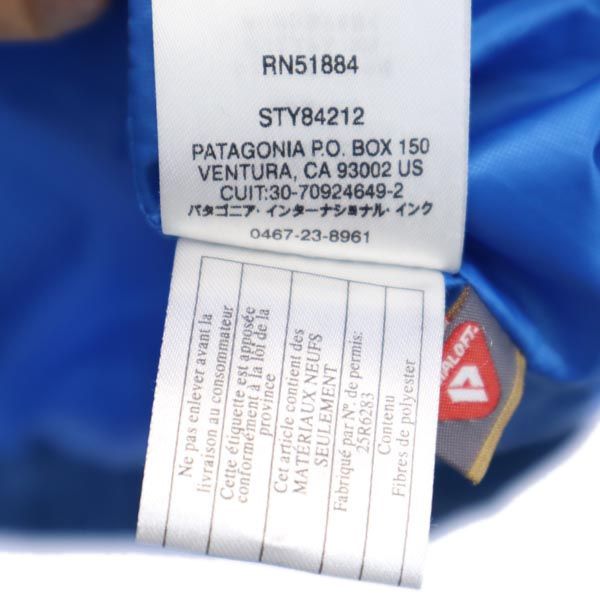 RN51884
STY84212
PATAGONIA P.O. BOX 150
VENTURA, CA 93002 US
CUIT:30-70924649-2
パタゴニア・インターナショナル・インク
0467-23-8961
Ne pas enlever avant la
livraison au consommateur
Cette étiquette est apposée
conformément à la loi de la
province
Cet article contient des
MATÉRIAUX NEUFS
SEULEMENT
Fabriqué par N° de permis:
25R6283
Contenu
Fibres de polyester